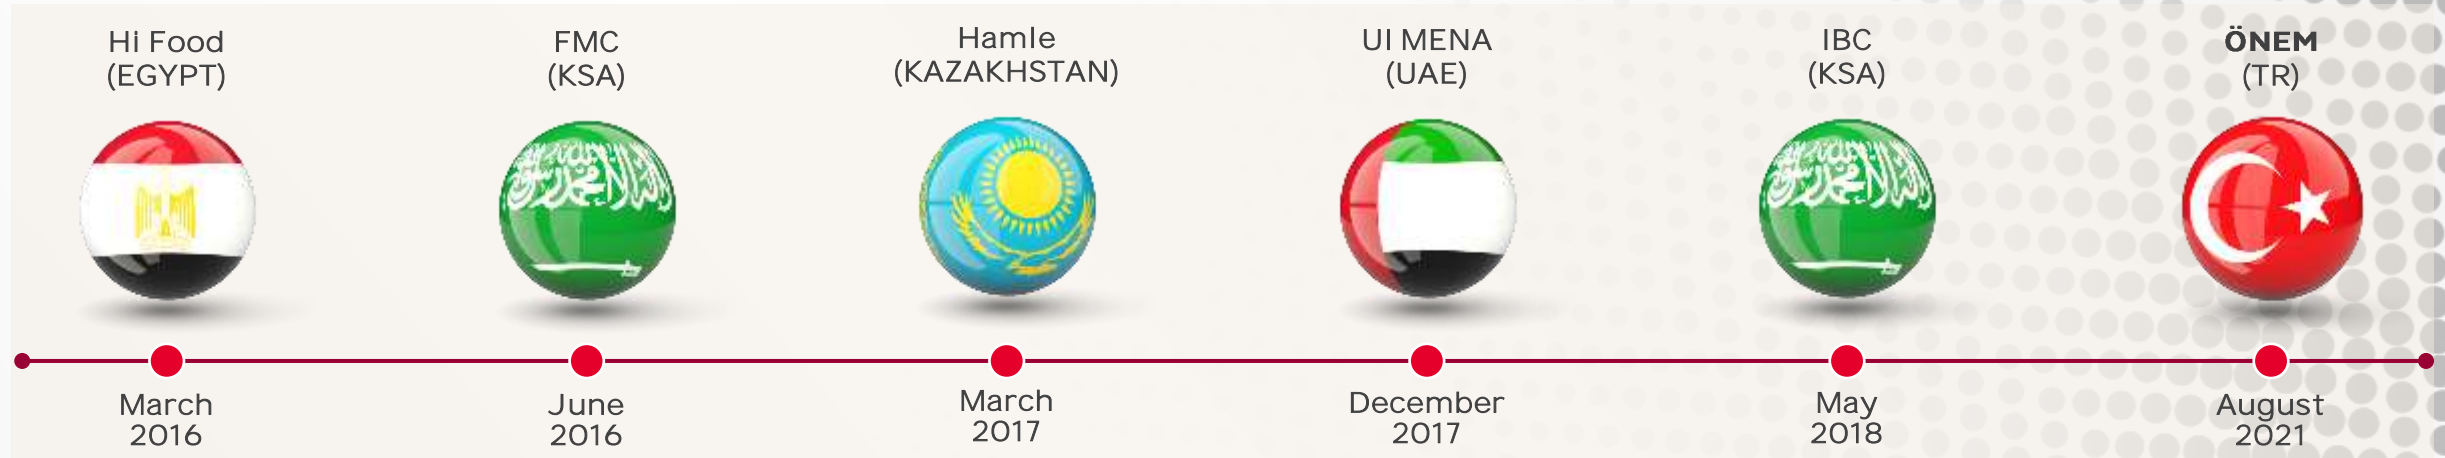 Hi Food
(EGYPT)
FMC
(KSA)
Hamle
(KAZAKHSTAN)
UI MENA
(UAE)
IBC
(KSA)
ÖNEM
(TR)
March
2016
June
2016
March
2017
December
2017
May
2018
August
2021